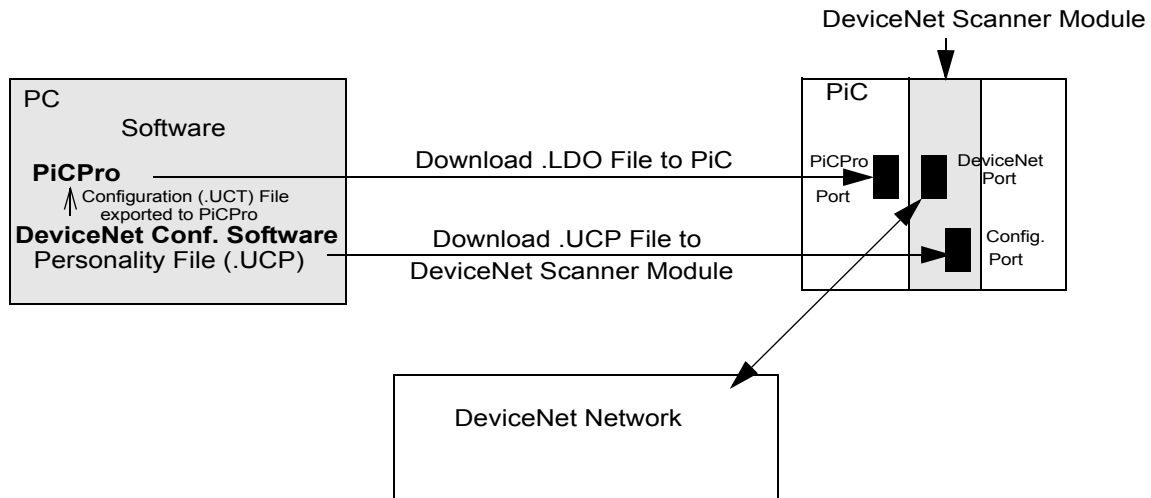 DeviceNet Scanner Module
PC
Software
PiCPro
Configuration (.UCT) File
exported to PiCPro
DeviceNet Conf. Software
Personality File (.UCP)
Download .LDO File to PiC
Download .UCP File to
DeviceNet Scanner Module
PiC
PiCPro
Port
DeviceNet
Port
Config.
Port
DeviceNet Network